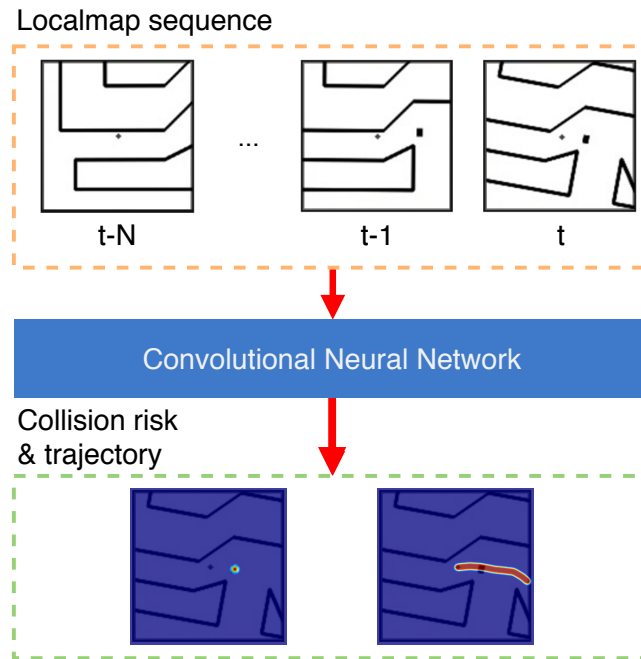 Localmap sequence
...
t-N
t-1
t
Convolutional Neural Network
Collision risk
& trajectory